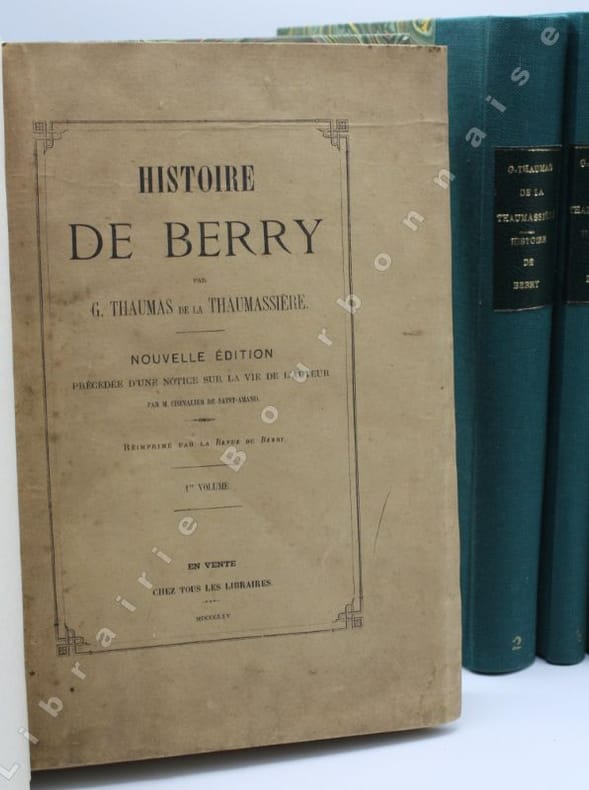 HISTOIRE
DE BERRY
PAR
G. THAUMAS DE LA THAUMASSIÈRE.
NOUVELLE ÉDITION
PRÉCÉDÉE D'UNE NOTICE SUR LA VIE DE L'AUTEUR
PAR M. CHEVALIER DE SAINT-AMAND.
RÉIMPRIMÉ PAR LA REVUE DU BERRY.
1er VOLUME
EN VENTE
CHEZ TOUS LES LIBRAIRES.
G. THAUMAS
DE LA
THAUMASSIÈRE
HISTOIRE
DE
BERRY
2
Librairie Bourbonnaise